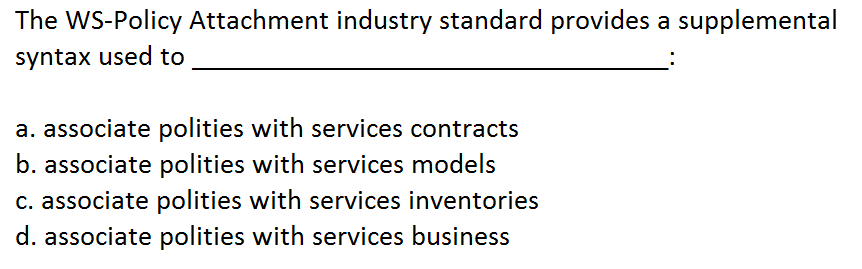 The WS-Policy Attachment industry standard provides a supplemental
syntax used to __________________________________:
a. associate polities with services contracts
b. associate polities with services models
c. associate polities with services inventories
d. associate polities with services business